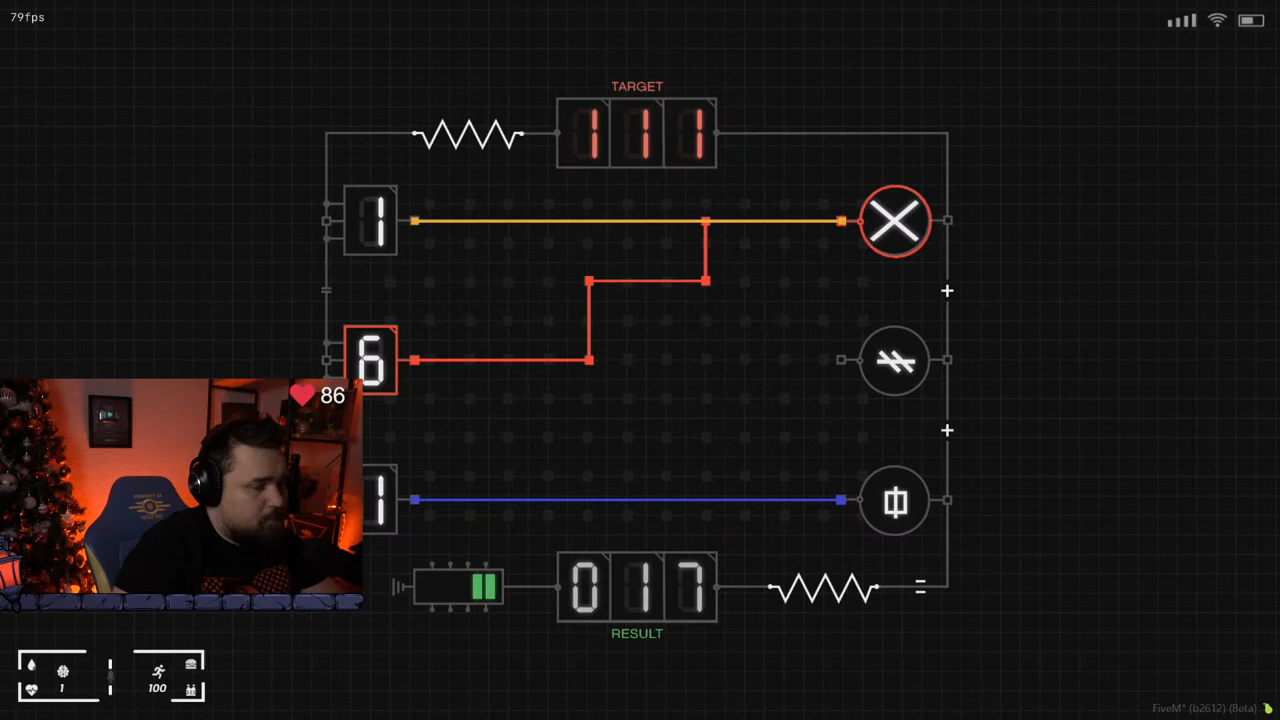 79fps
TARGET
111
1
6
86
1
017
=
RESULT
1
100
FiveM* (b2612) (Beta)